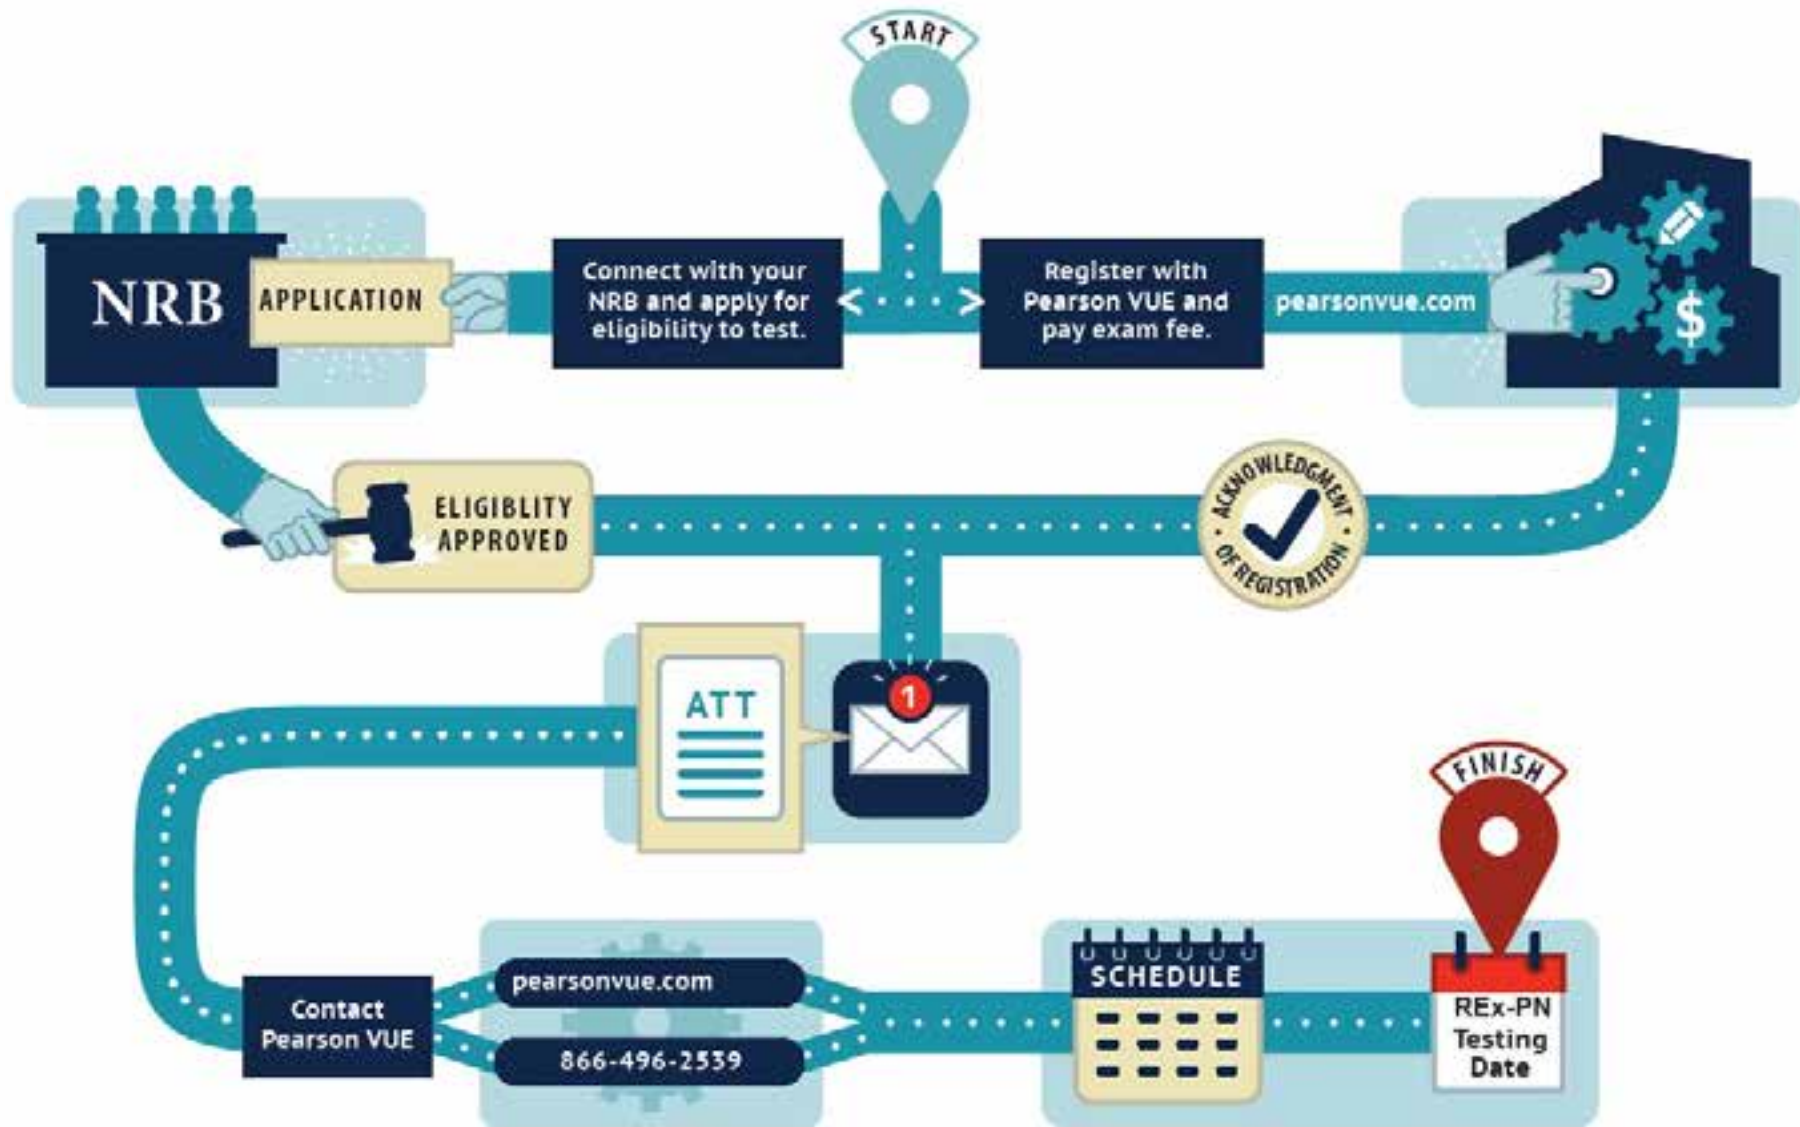 START
NRB
APPLICATION
Connect with your
NRB and apply for
eligibility to test.
Register with
Pearson VUE and
pay exam fee.
pearsonvue.com
$
ELIGIBLITY
APPROVED
ACKNOWLEDGMENT
OF REGISTRATION
1
ATT
FINISH
Contact
Pearson VUE
pearsonvue.com
866-496-2539
SCHEDULE
REx-PN
Testing
Date